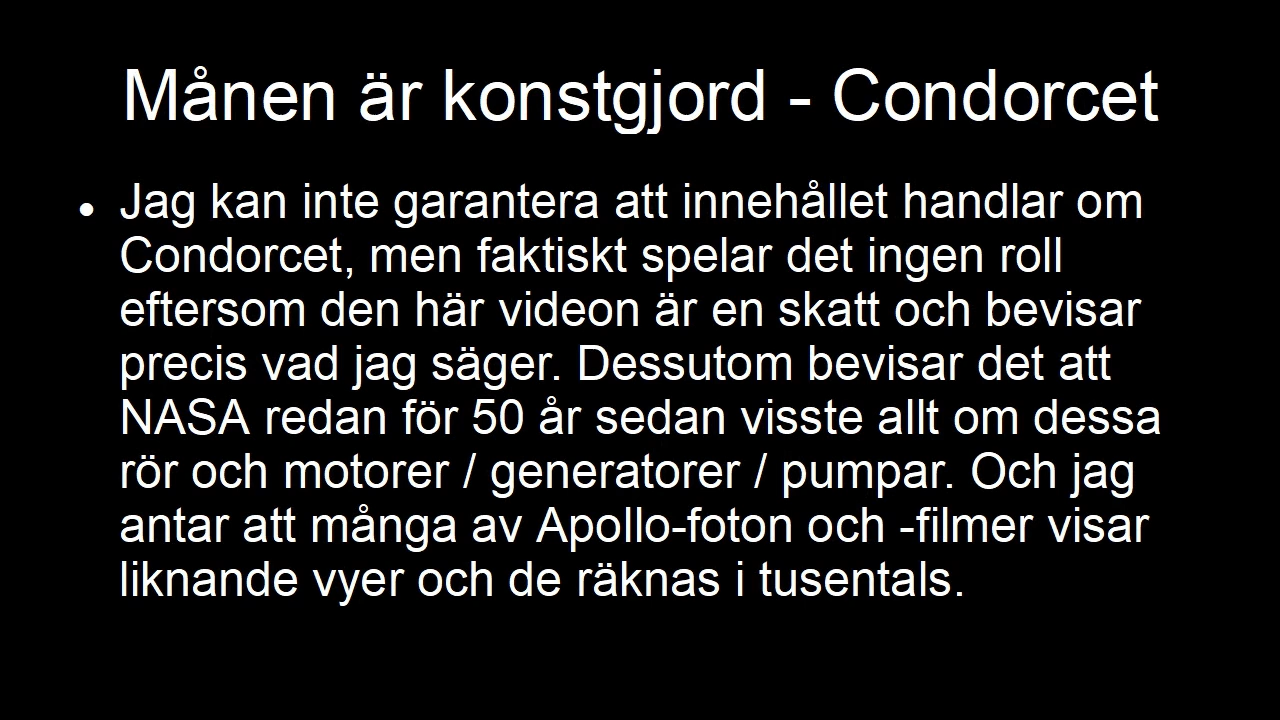 Månen är konstgjord - Condorcet
• Jag kan inte garantera att innehållet handlar om
Condorcet, men faktiskt spelar det ingen roll
eftersom den här videon är en skatt och bevisar
precis vad jag säger. Dessutom bevisar det att
NASA redan för 50 år sedan visste allt om dessa
rör och motorer / generatorer / pumpar. Och jag
antar att många av Apollo-foton och -filmer visar
liknande vyer och de räknas i tusentals.